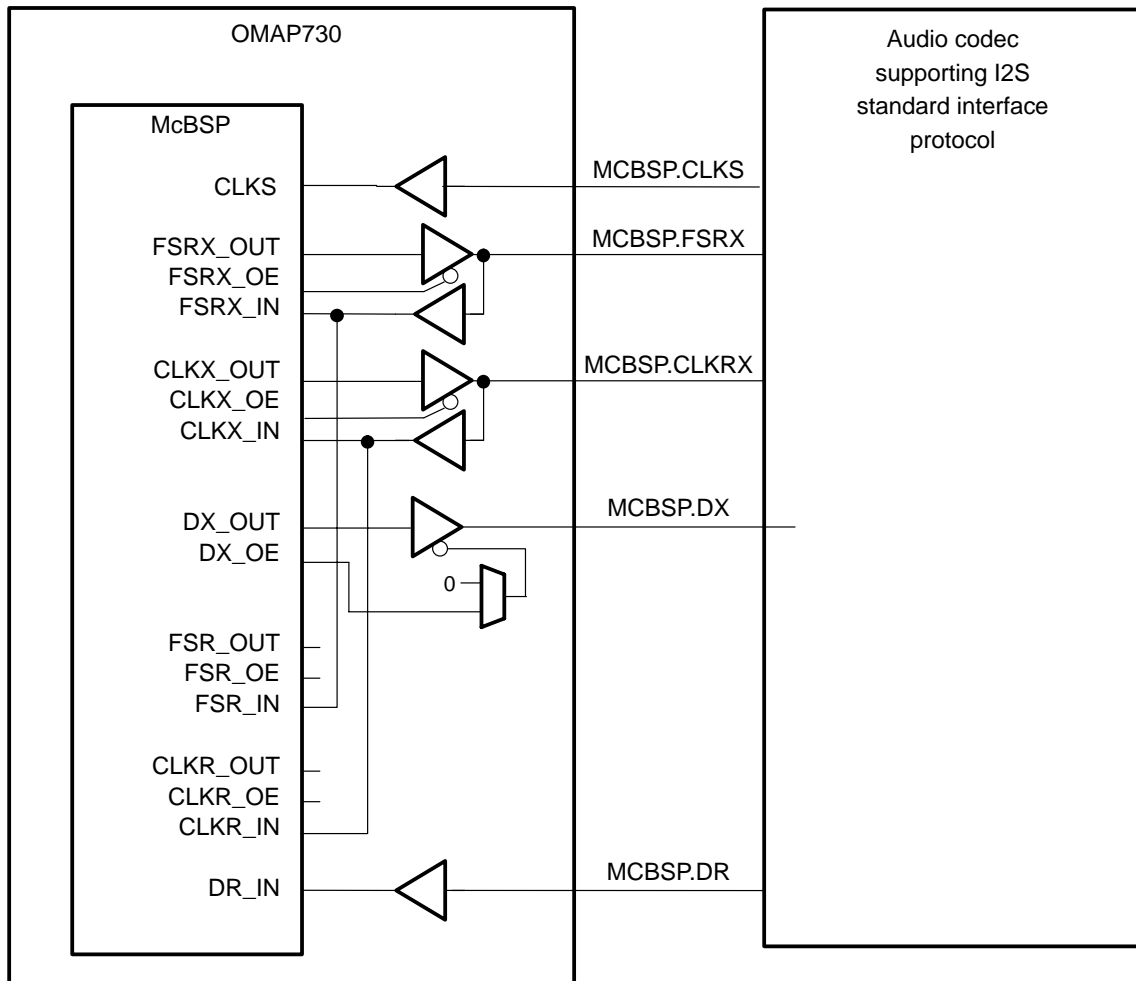 OMAP730
Audio codec
supporting I2S
standard interface
protocol
McBSP
CLKS
MCBSP.CLKS
FSRX_OUT
MCBSP.FSRX
FSRX_OE
FSRX_IN
CLKX_OUT
MCBSP.CLKRX
CLKX_OE
CLKX_IN
DX_OUT
MCBSP.DX
DX_OE
0
FSR_OUT
FSR_OE
FSR_IN
CLKR_OUT
CLKR_OE
CLKR_IN
DR_IN
MCBSP.DR